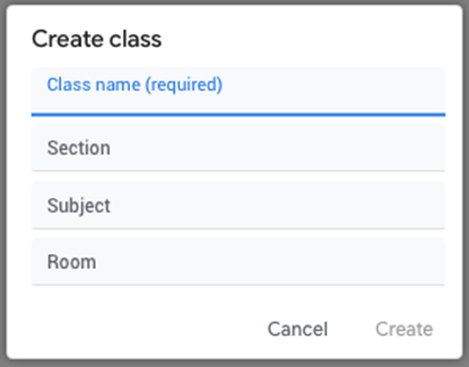 Create class
Class name (required)
Section
Subject
Room
Cancel Create